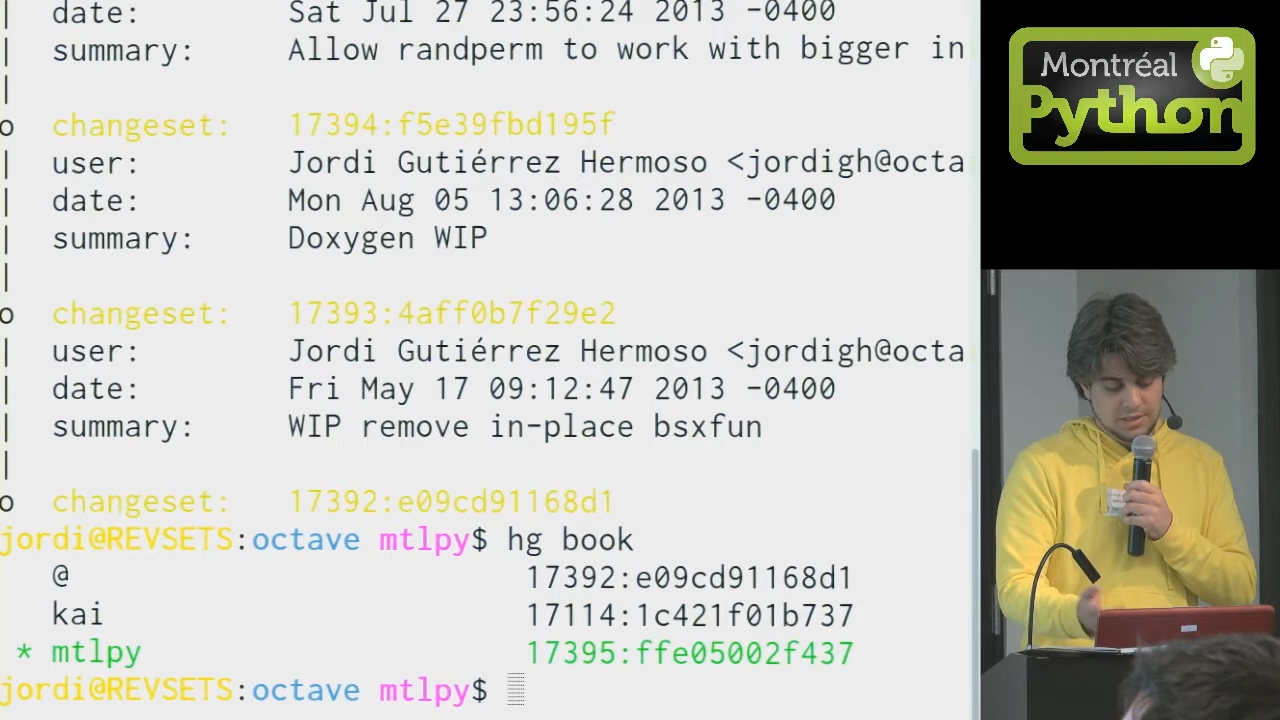 date: Sat Jul 27 23:56:24 2013 -0400
summary: Allow randperm to work with bigger in
changeset: 17394:f5e39fbd195f
user: Jordi Gutiérrez Hermoso <jordigh@octa
date: Mon Aug 05 13:06:28 2013 -0400
summary: Doxygen WIP
changeset: 17393:4aff0b7f29e2
user: Jordi Gutiérrez Hermoso <jordigh@octa
date: Fri May 17 09:12:47 2013 -0400
summary: WIP remove in-place bsxfun
changeset: 17392:e09cd91168d1
jordi@REVSETS:octave mtlpy$ hg book
@ 17392:e09cd91168d1
kai 17114:1c421f01b737
* mtlpy 17395:ffe05002f437
jordi@REVSETS:octave mtlpy$
Montréal
Python